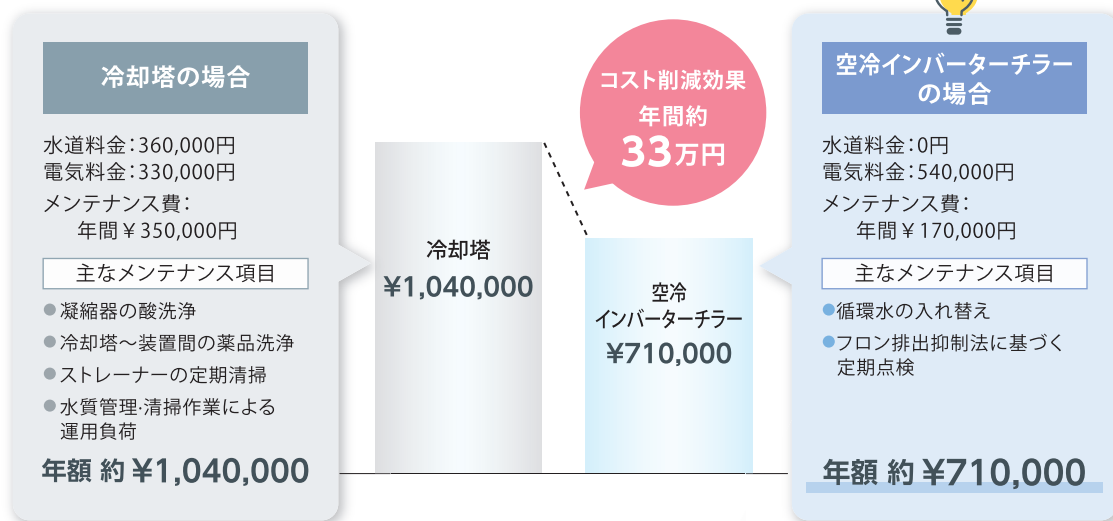 冷却塔の場合
水道料金：360,000円
電気料金：330,000円
メンテナンス費：
年間￥350,000円
主なメンテナンス項目
●凝縮器の酸洗浄
●冷却塔～装置間の薬品洗浄
●ストレーナーの定期清掃
●水質管理・清掃作業による
運用負荷
年額 約 ¥1,040,000
冷却塔
¥1,040,000
コスト削減効果
年間約
33万円
空冷
インバーターチラー
¥710,000
空冷インバーターチラー
の場合
水道料金：0円
電気料金：540,000円
メンテナンス費：
年間￥170,000円
主なメンテナンス項目
●循環水の入れ替え
●フロン排出抑制法に基づく
定期点検
年額 約 ¥710,000